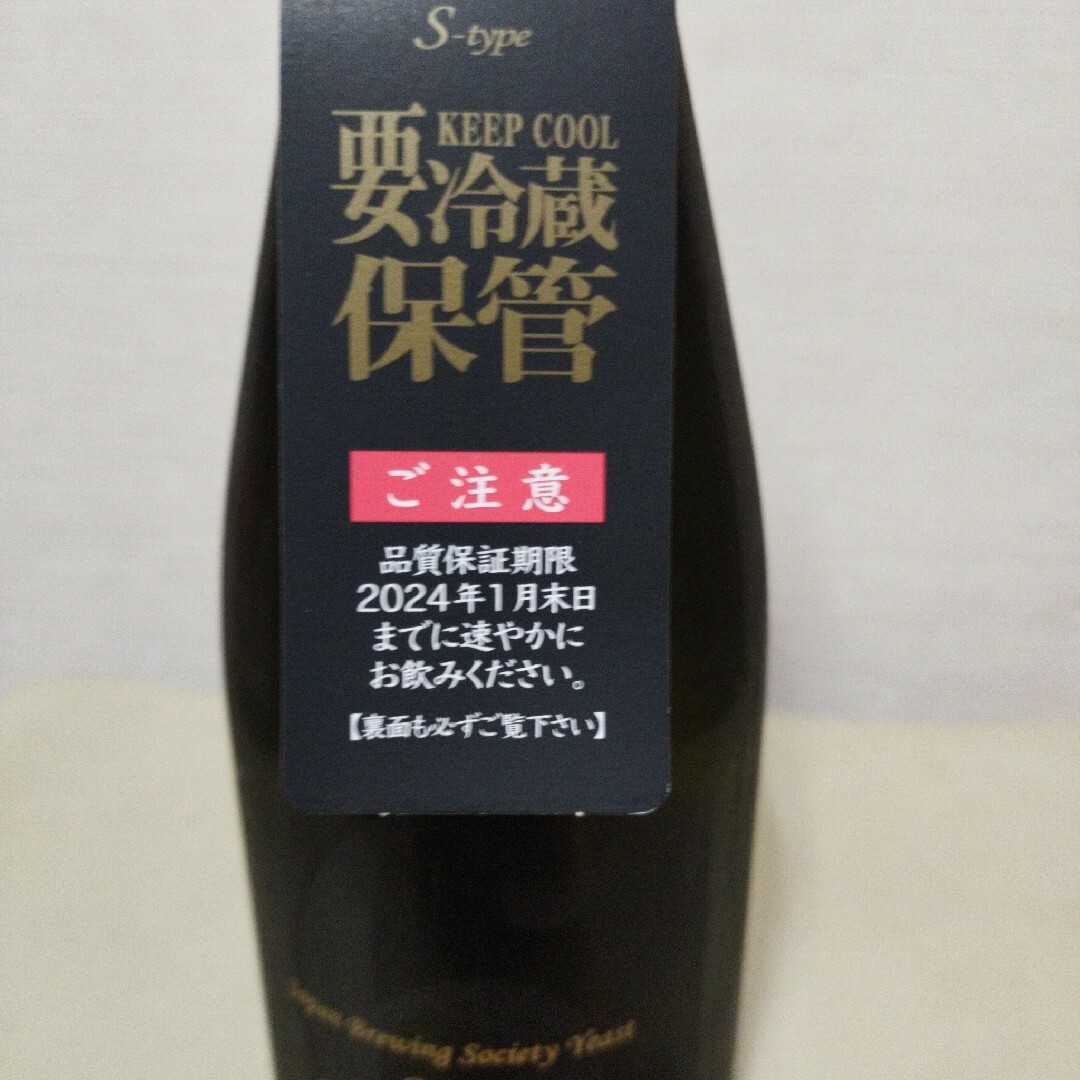 S-type
KEEP COOL
要冷蔵
保管
ご注意
品質保証期限
2024年1月末日
までに速やかに
お飲みください。
【裏面も必ずご覧下さい】
Japan Brewing Society Yeast